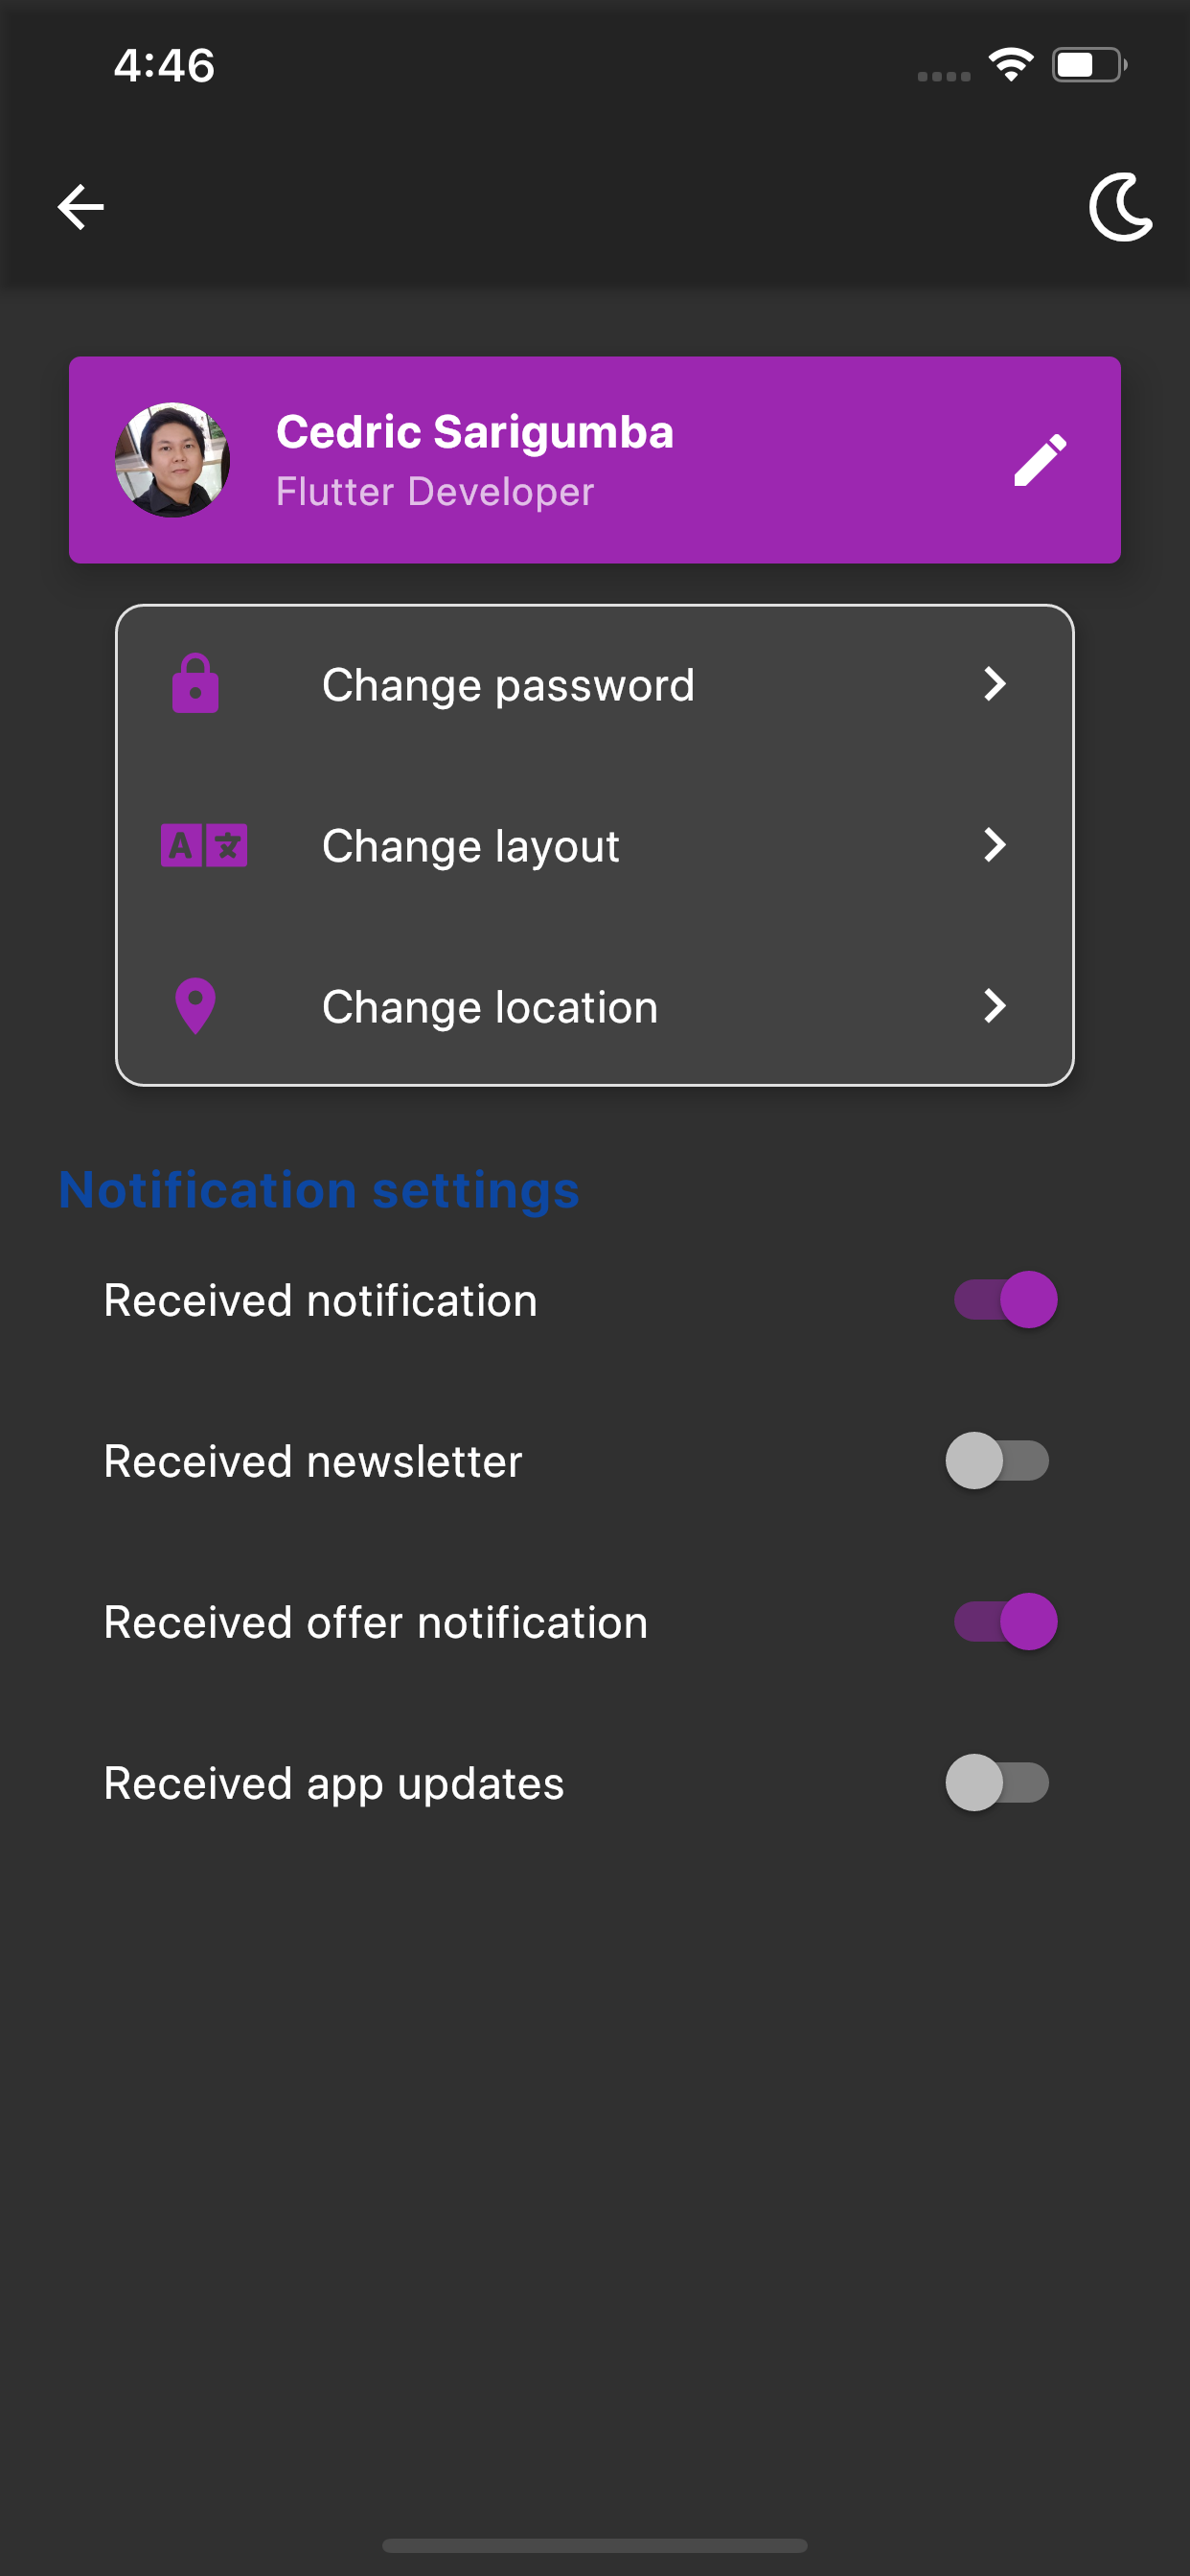 4:46
Cedric Sarigumba
Flutter Developer
Change password
A文
Change layout
Change location
Notification settings
Received notification
Received newsletter
Received offer notification
Received app updates